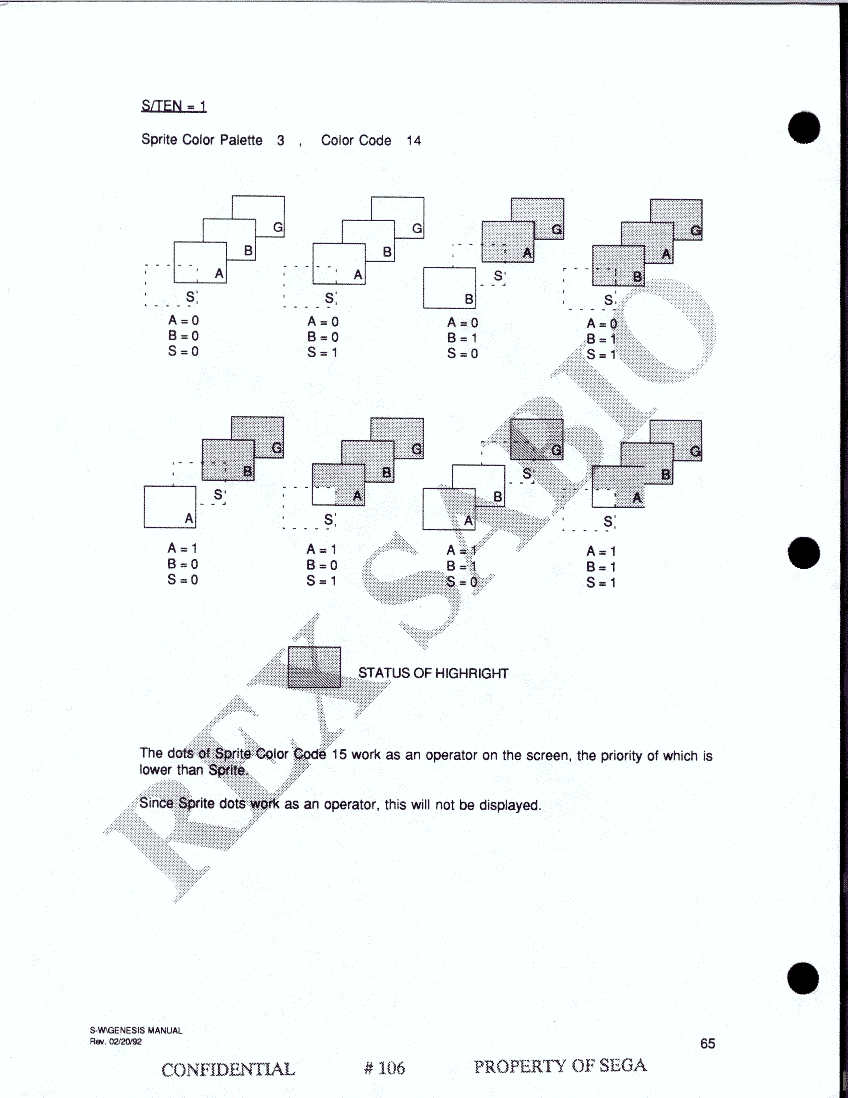 S/TEN = 1
Sprite Color Palette 3 , Color Code 14
G G G G
B B A A
A A S B
S S B S
A = 0 A = 0 A = 0 A = 0
B = 0 B = 0 B = 1 B = 1
S = 0 S = 1 S = 0 S = 1
G G G G
B B S B
S A B A
A S A S
A = 1 A = 1 A = 1 A = 1
B = 0 B = 0 B = 1 B = 1
S = 0 S = 1 S = 0 S = 1
STATUS OF HIGHRIGHT
REX SABIO
The dots of Sprite Color Code 15 work as an operator on the screen, the priority of which is
lower than Sprite.
Since Sprite dots work as an operator, this will not be displayed.
S-W\GENESIS MANUAL
Rev. 02/20/92
65
CONFIDENTIAL # 106 PROPERTY OF SEGA